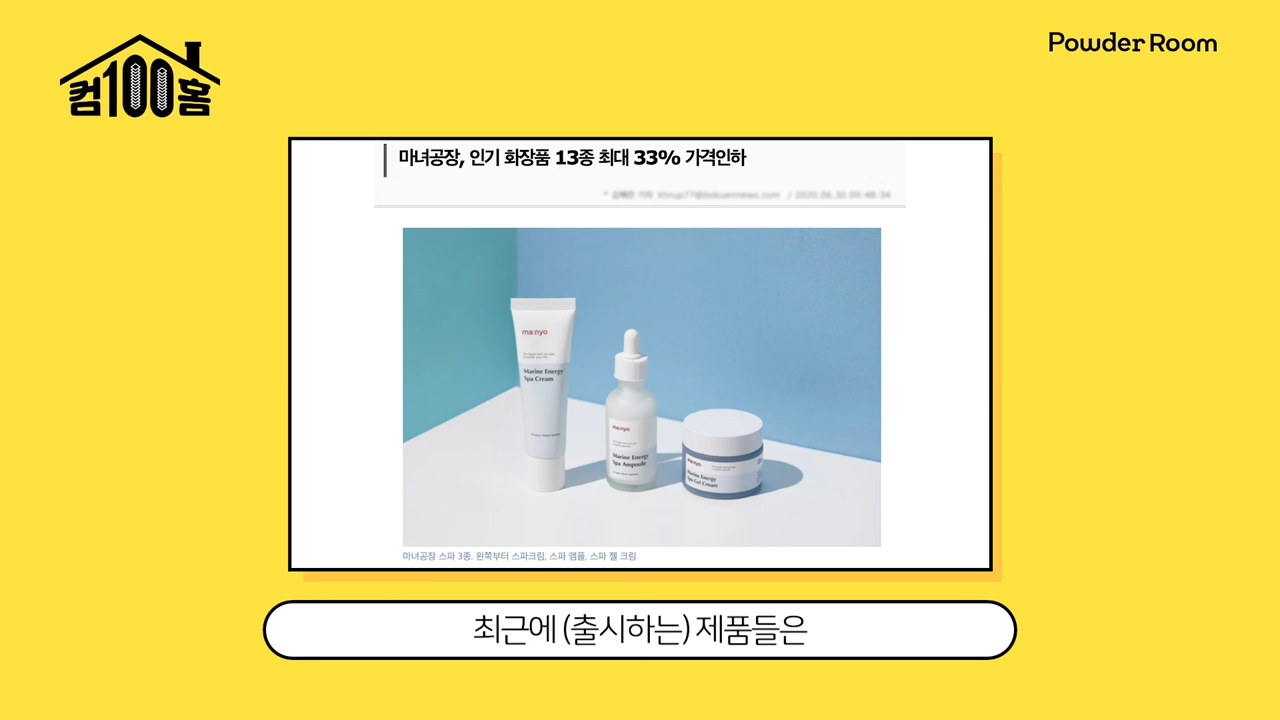 컴100홈
Powder Room
마녀공장, 인기 화장품 13종 최대 33% 가격인하
ma:nyo
Marine Energy
Spa Cream
ma:nyo
Marine Energy
Spa Ampoule
ma:nyo
Marine Energy
Spa Gel Cream
마녀공장 스파 3종. 왼쪽부터 스파크림, 스파 앰플, 스파 젤 크림
최근에 (출시하는) 제품들은